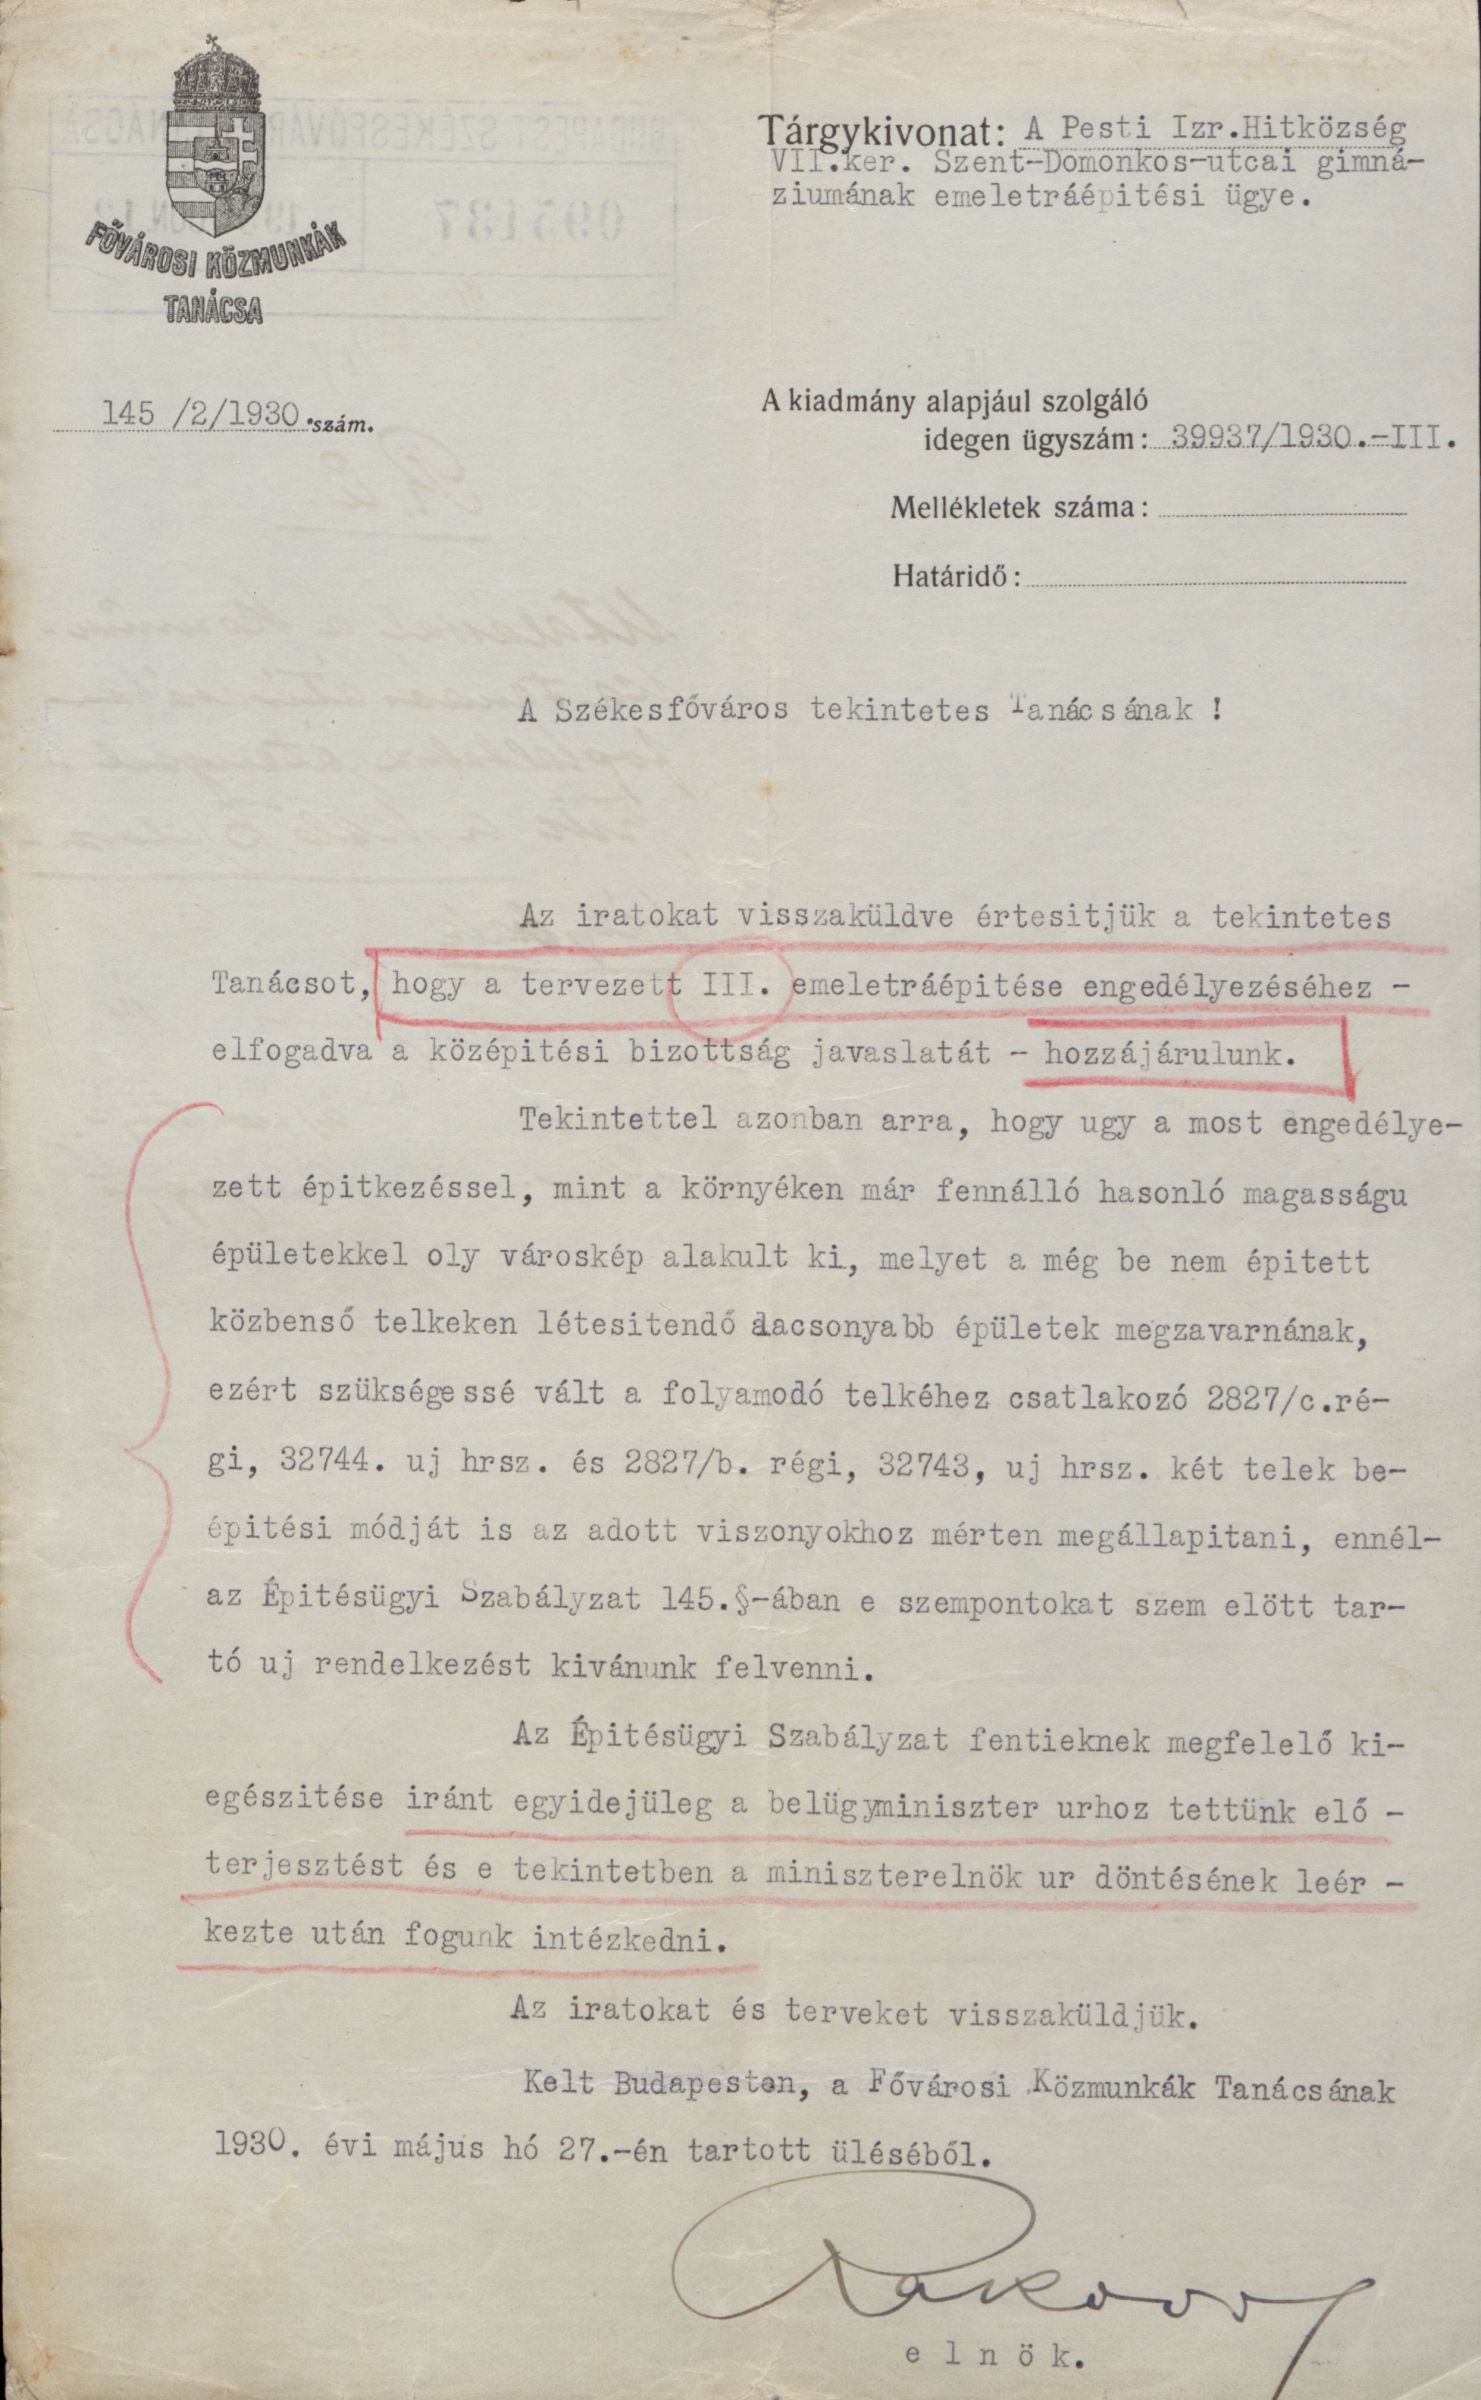 FŐVÁROSI KÖZMUNKÁK
TANÁCSA
Tárgykivonat: A Pesti Izr.Hitközség
VII.ker. Szent-Domonkos-utcai gimná-
ziumának emeletráépitési ügye.
145 /2/1930.szám.
A kiadmány alapjául szolgáló
idegen ügyszám: 39937/1930.-III.
Mellékletek száma:
Határidő:
A Székesfőváros tekintetes Tanácsának !
Az iratokat visszaküldve értesitjük a tekintetes
Tanácsot, hogy a tervezett III. emeletráépitése engedélyezéséhez -
elfogadva a középitési bizottság javaslatát - hozzájárulunk.
Tekintettel azonban arra, hogy ugy a most engedélye-
zett épitkezéssel, mint a környéken már fennálló hasonló magasságu
épületekkel oly városkép alakult ki, melyet a még be nem épitett
közbenső telkeken létesitendő alacsonyabb épületek megzavarnának,
ezért szükségessé vált a folyamodó telkéhez csatlakozó 2827/c.ré-
gi, 32744. uj hrsz. és 2827/b. régi, 32743, uj hrsz. két telek be-
épitési módját is az adott viszonyokhoz mérten megállapitani, ennél-
az Épitésügyi Szabályzat 145.§-ában e szempontokat szem elött tar-
tó uj rendelkezést kivánunk felvenni.
Az Épitésügyi Szabályzat fentieknek megfelelő ki-
egészitése iránt egyidejüleg a belügyminiszter urhoz tettünk elő -
terjesztést és e tekintetben a miniszterelnök ur döntésének leér -
kezte után fogunk intézkedni.
Az iratokat és terveket visszaküldjük.
Kelt Budapesten, a Fővárosi Közmunkák Tanácsának
1930. évi május hó 27.-én tartott üléséből.
elnök.